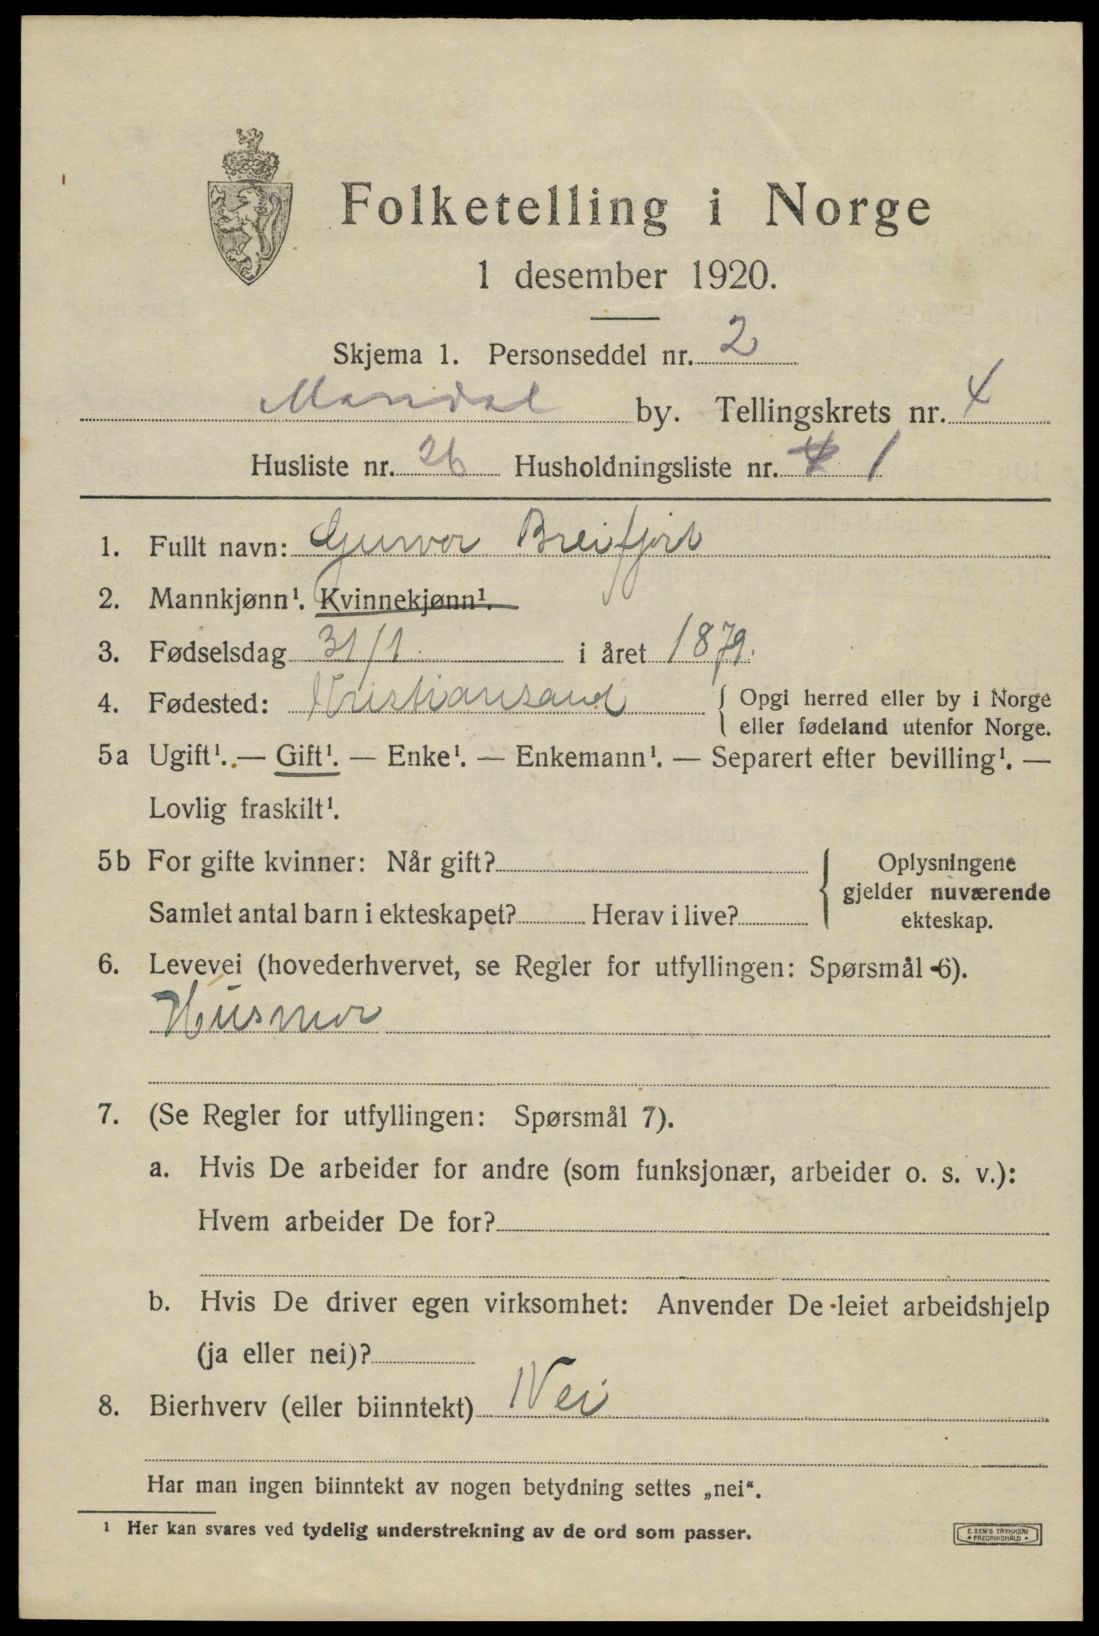 Folketelling i Norge
1 desember 1920.
Skjema 1. Personseddel nr. 2
Mandal by. Tellingskrets nr. 4
Husliste nr. 26 Husholdningsliste nr. 1
1. Fullt navn: Gunvor Breifjord
2. Mannkjønn¹. Kvinnekjønn¹.
3. Fødselsdag 31/1 i året 1879.
4. Fødested: Kristiansand { Opgi herred eller by i Norge
eller fødeland utenfor Norge.
5a Ugift¹. — Gift¹. — Enke¹. — Enkemann¹. — Separert efter bevilling¹. —
Lovlig fraskilt¹.
5b For gifte kvinner: Når gift?
Samlet antal barn i ekteskapet? Herav i live?
{ Oplysningene
gjelder nuværende
ekteskap.
6. Levevei (hovederhvervet, se Regler for utfyllingen: Spørsmål 6).
Husmor
7. (Se Regler for utfyllingen: Spørsmål 7).
a. Hvis De arbeider for andre (som funksjonær, arbeider o. s. v.):
Hvem arbeider De for?
b. Hvis De driver egen virksomhet: Anvender De leiet arbeidshjelp
(ja eller nei)?
8. Bierhverv (eller biinntekt) Nei
Har man ingen biinntekt av nogen betydning settes „nei“.
¹ Her kan svares ved tydelig understrekning av de ord som passer.
E. SEM'S TRYKKERI
FREDRIKSHALD